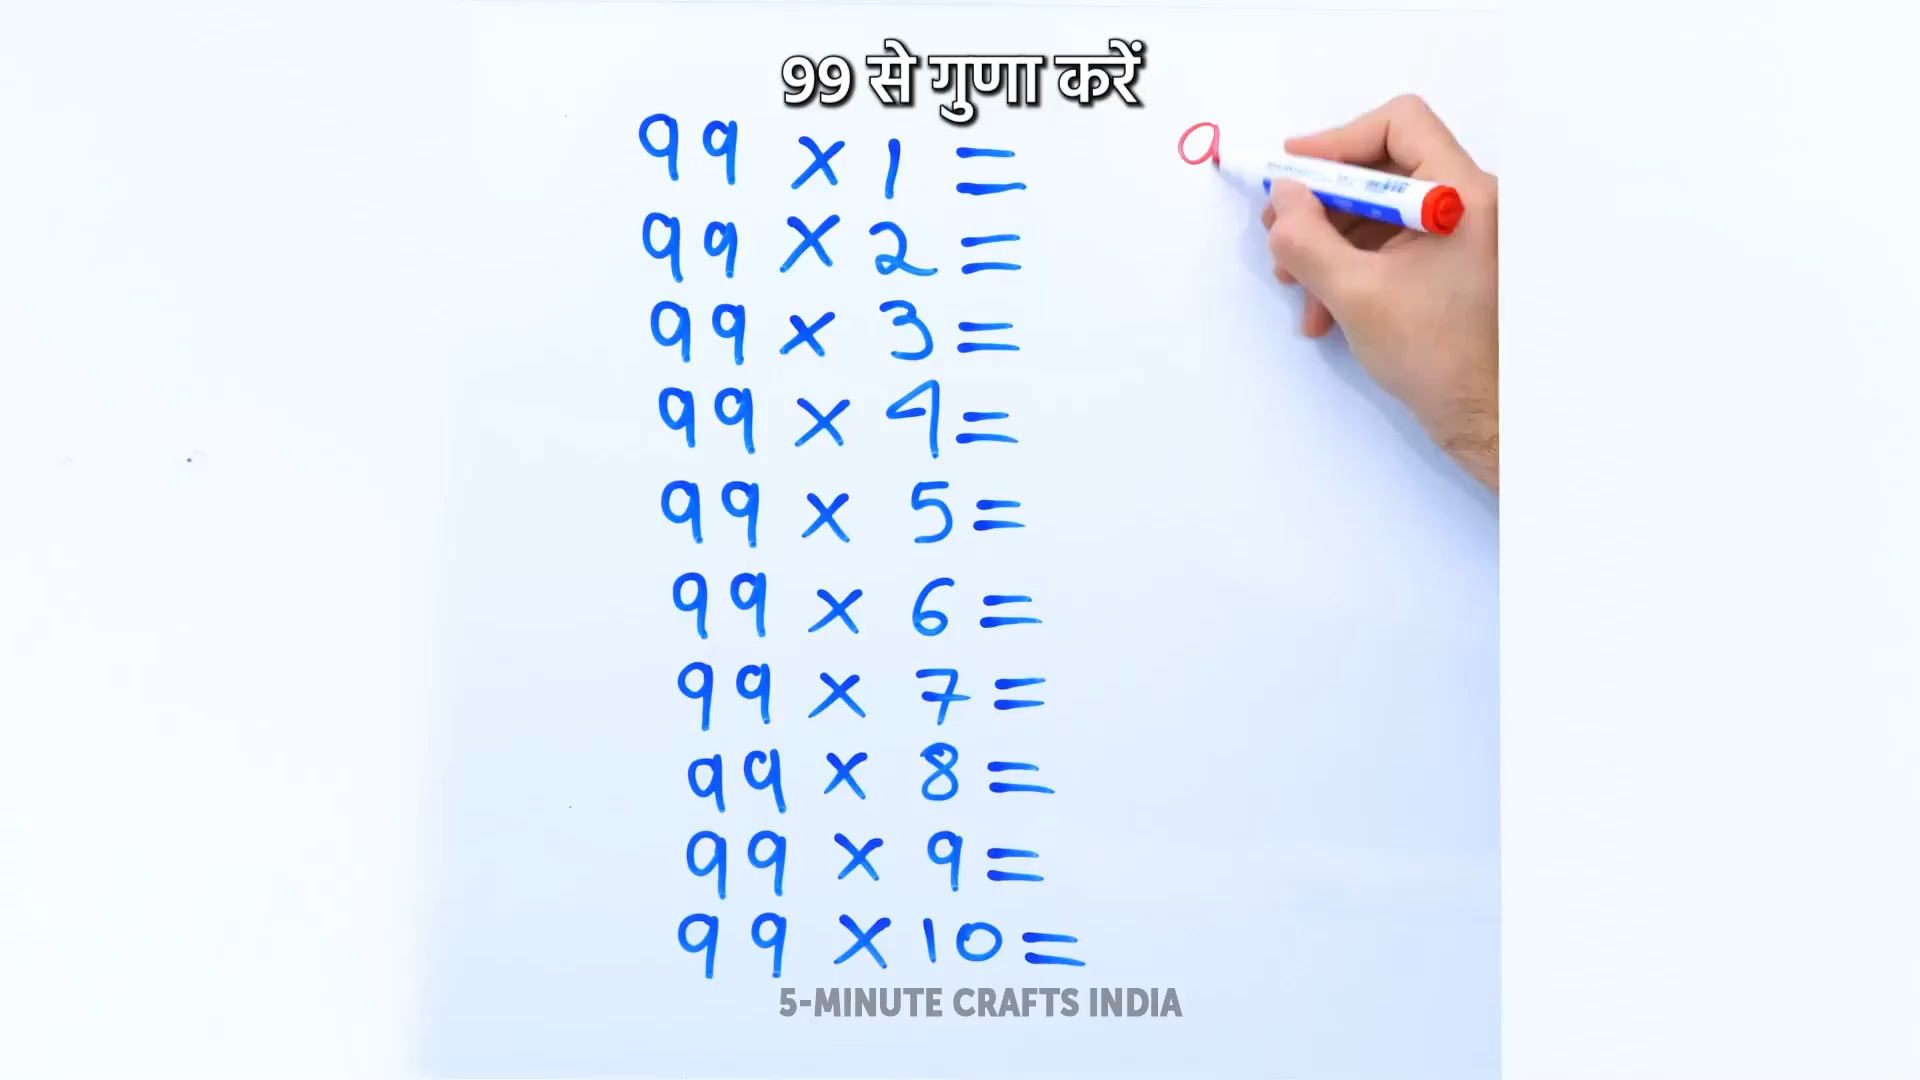 99 से गुणा करें
99 × 1 = 9
99 × 2 =
99 × 3 =
99 × 4 =
99 × 5 =
99 × 6 =
99 × 7 =
99 × 8 =
99 × 9 =
99 × 10 =
5-MINUTE CRAFTS INDIA